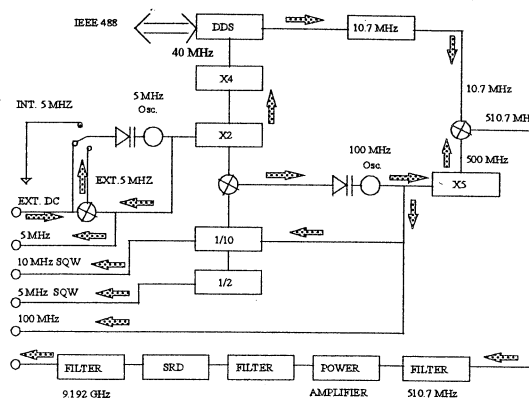 IEEE 488
DDS
10.7 MHz
40 MHz
X4
10.7 MHz
INT. 5 MHZ
5 MHz
Osc.
X2
510.7 MH
100 MHz
Osc.
500 MHz
EXT.5 MHZ
X5
EXT. DC
5 MHz
10 MHz SQW
1/10
5 MHz SQW
1/2
100 MHz
FILTER
SRD
FILTER
POWER
FILTER
9.192 GHz
AMPLIFIER
510.7 MHz